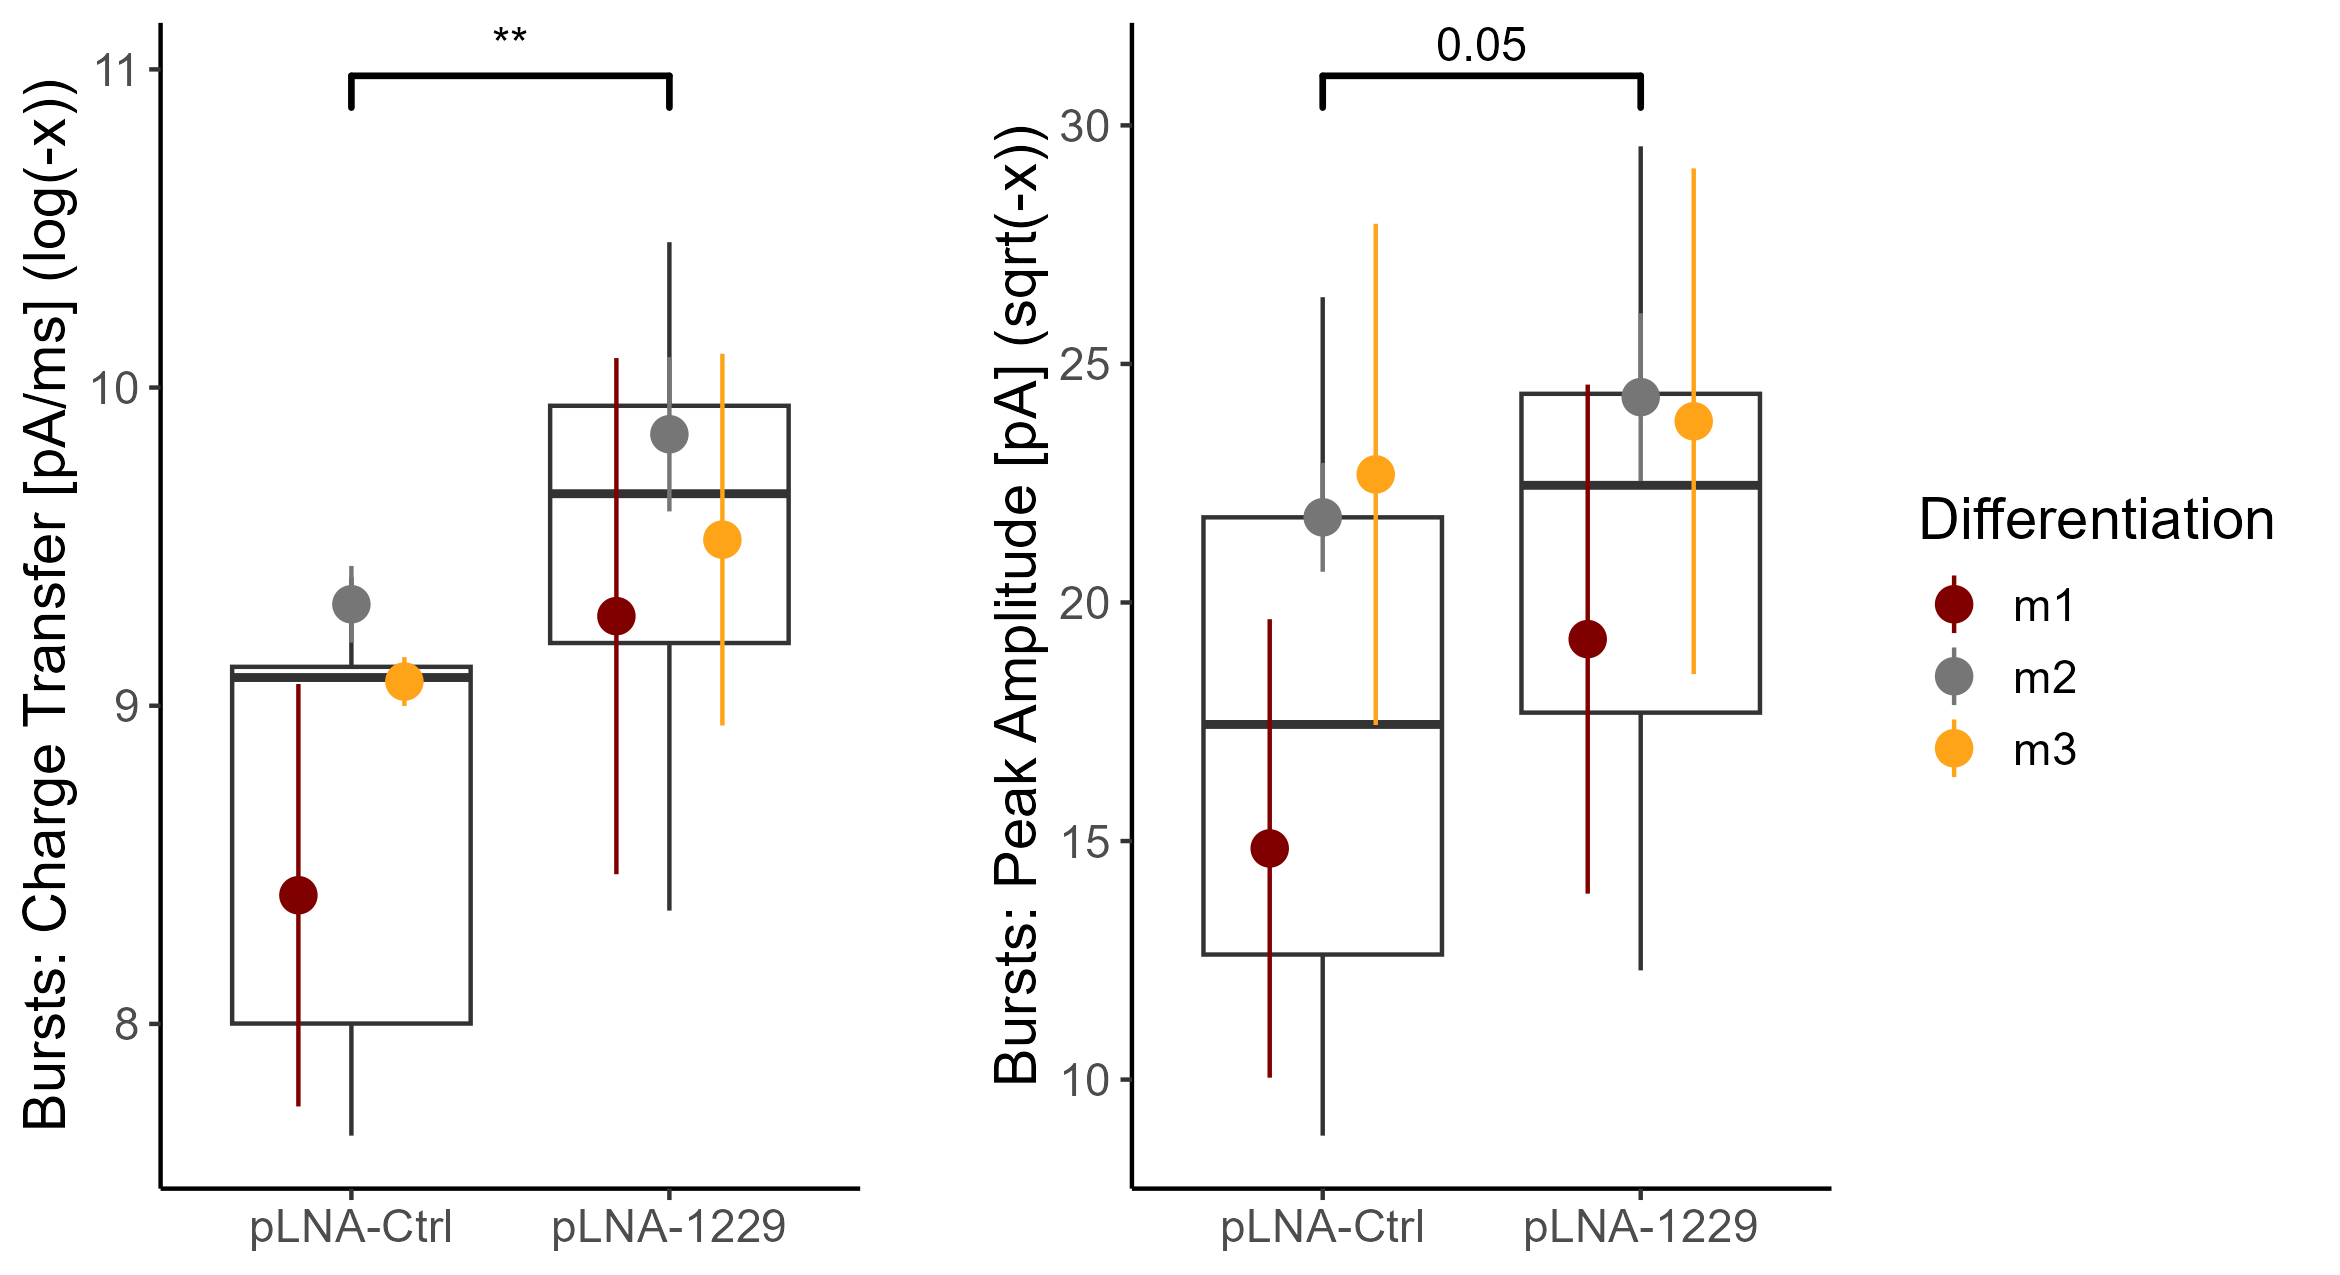 Bursts: Charge Transfer [pA/ms] (log(-x))
11
10
9
8
**
pLNA-Ctrl
pLNA-1229
Bursts: Peak Amplitude [pA] (sqrt(-x))
30
25
20
15
10
0.05
pLNA-Ctrl
pLNA-1229
Differentiation
m1
m2
m3